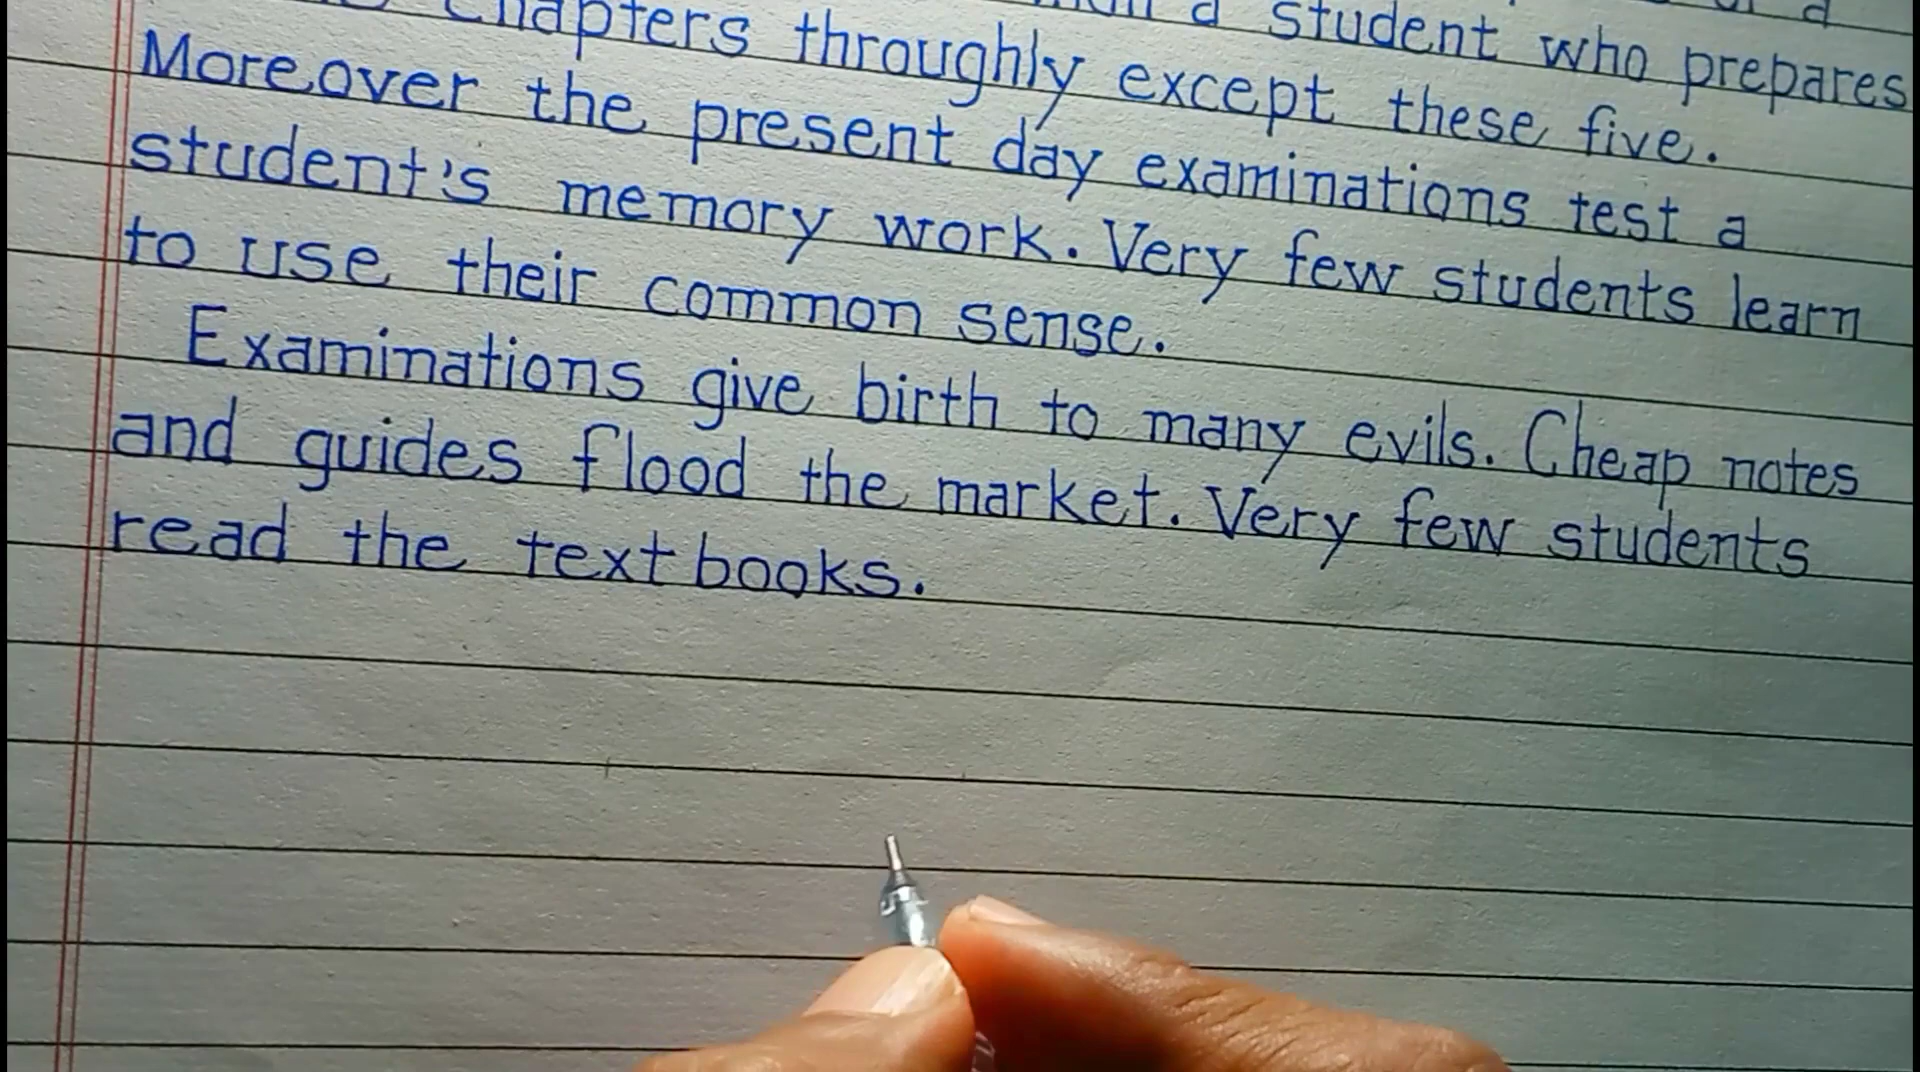 a student who prepares
chapters throughly except these five.
Moreover the present day examinations test a
student's memory work. Very few students learn
to use their common sense.
Examinations give birth to many evils. Cheap notes
and guides flood the market. Very few students
read the text books.